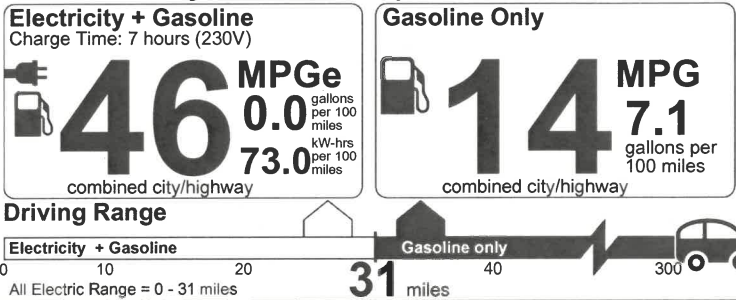 Electricity + Gasoline
Charge Time: 7 hours (230V)
46
MPGe
0.0 gallons per 100 miles
73.0 kW-hrs per 100 miles
combined city/highway
Gasoline Only
14
MPG
7.1
gallons per
100 miles
combined city/highway
Driving Range
Electricity + Gasoline
Gasoline only
0 10 20 31 miles 40 300
All Electric Range = 0 - 31 miles